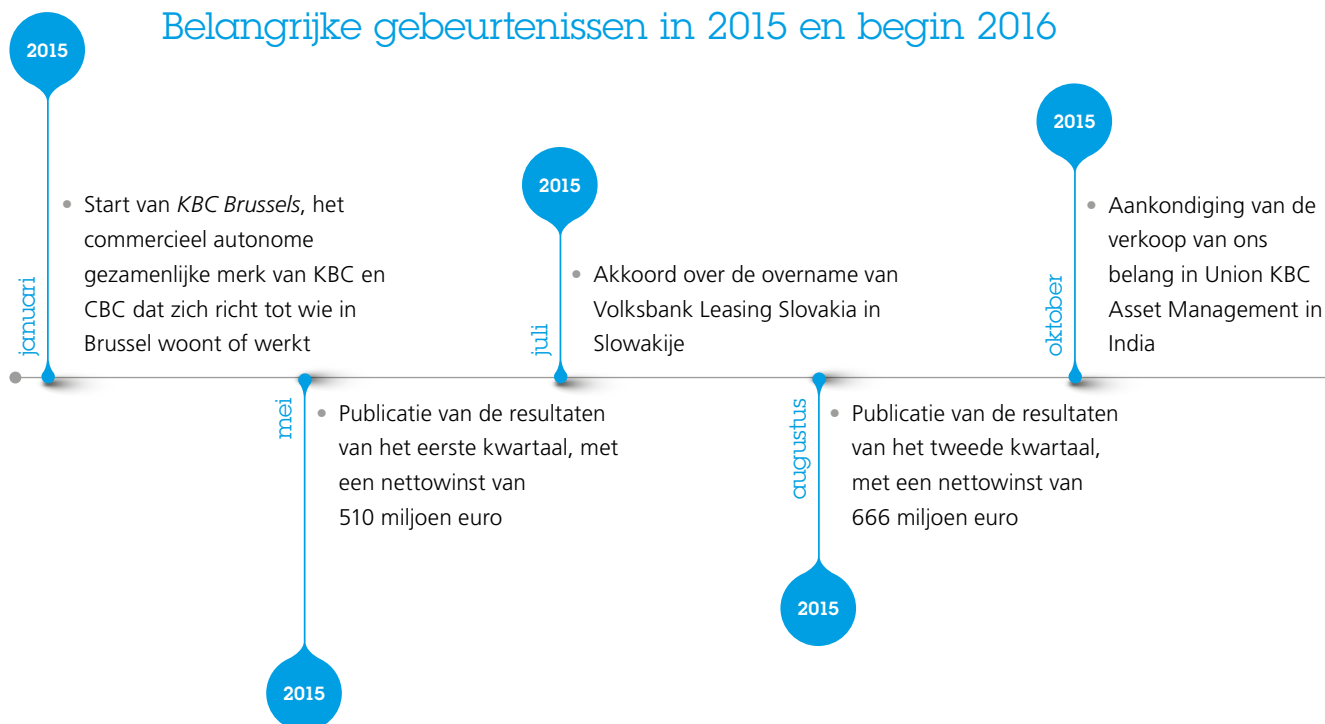 Belangrijke gebeurtenissen in 2015 en begin 2016
2015
januari
• Start van KBC Brussels, het
commercieel autonome
gezamenlijke merk van KBC en
CBC dat zich richt tot wie in
Brussel woont of werkt
2015
mei
• Publicatie van de resultaten
van het eerste kwartaal, met
een nettowinst van
510 miljoen euro
2015
juli
• Akkoord over de overname van
Volksbank Leasing Slovakia in
Slowakije
augustus
• Publicatie van de resultaten
van het tweede kwartaal,
met een nettowinst van
666 miljoen euro
2015
2015
oktober
• Aankondiging van de
verkoop van ons
belang in Union KBC
Asset Management in
India